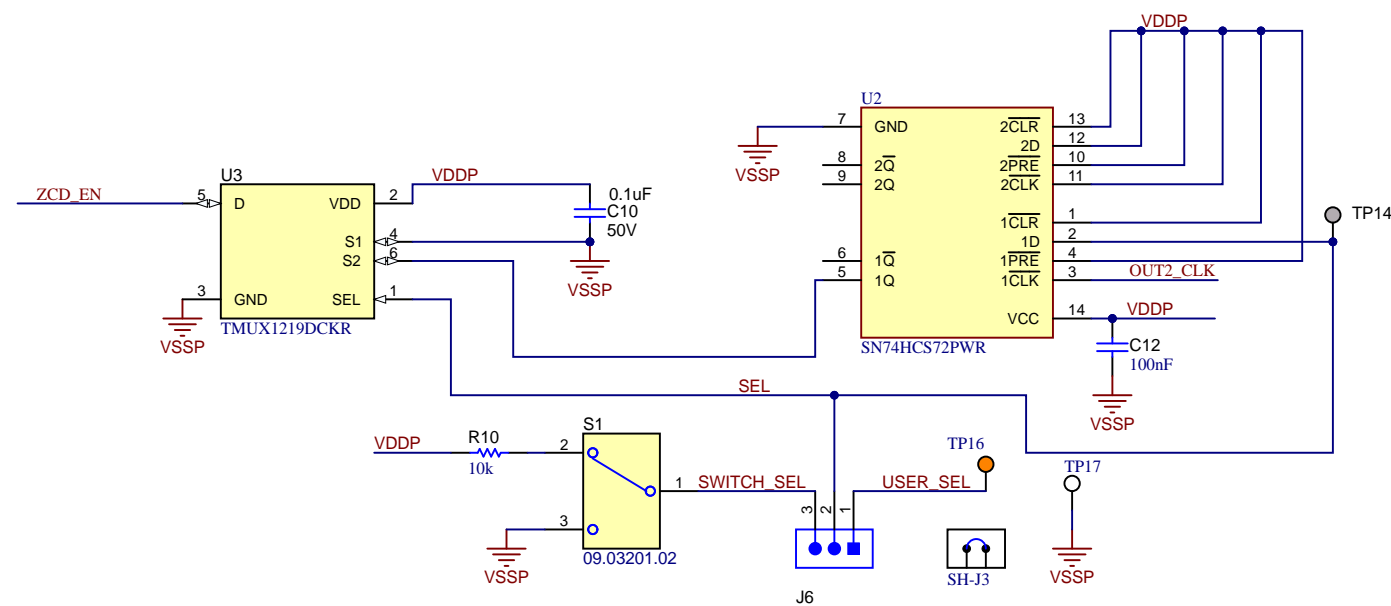 VDDP
U2
7 GND 2CLR 13
2D 12
8 2Q 2PRE 10
9 2Q 2CLK 11
1CLR 1
1D 2
6 1Q 1PRE 4
5 1Q 1CLK 3 OUT2_CLK
VCC 14 VDDP
SN74HCS72PWR
VSSP
TP14
C12
100nF
VSSP
U3
ZCD_EN 5 D VDD 2 VDDP
S1 4
S2 6
3 GND SEL 1
TMUX1219DCKR
VSSP
0.1uF
C10
50V
VSSP
SEL
S1
VDDP R10 2
10k
1 SWITCH_SEL
3
09.03201.02
VSSP
USER_SEL
TP16
3 2 1
J6
SH-J3
TP17
VSSP